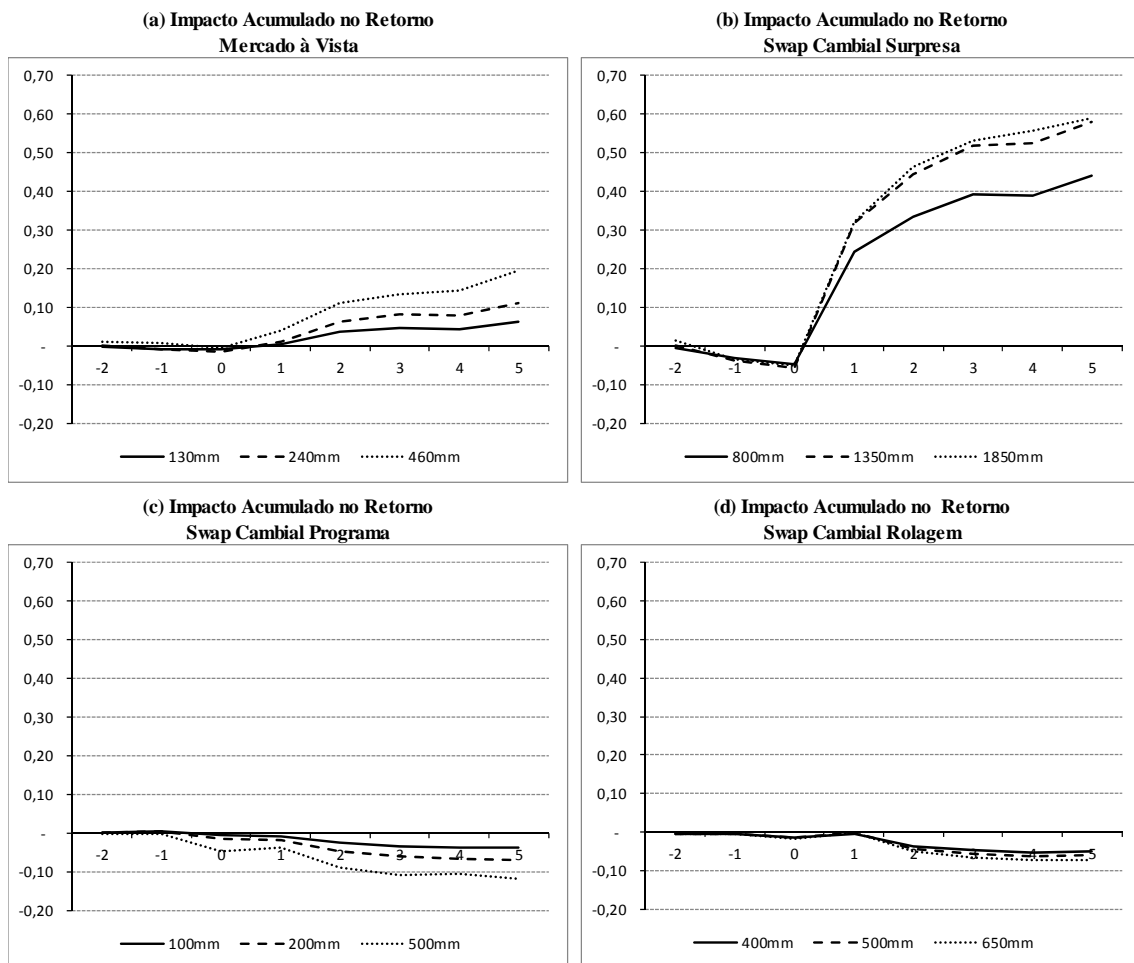 (a) Impacto Acumulado no Retorno
Mercado à Vista
0,70
0,60
0,50
0,40
0,30
0,20
0,10
-
-0,10
-0,20
-2 -1 0 1 2 3 4 5
130mm 240mm 460mm
(b) Impacto Acumulado no Retorno
Swap Cambial Surpresa
0,70
0,60
0,50
0,40
0,30
0,20
0,10
-
-0,10
-0,20
-2 -1 0 1 2 3 4 5
800mm 1350mm 1850mm
(c) Impacto Acumulado no Retorno
Swap Cambial Programa
0,70
0,60
0,50
0,40
0,30
0,20
0,10
-
-0,10
-0,20
-2 -1 0 1 2 3 4 5
100mm 200mm 500mm
(d) Impacto Acumulado no Retorno
Swap Cambial Rolagem
0,70
0,60
0,50
0,40
0,30
0,20
0,10
-
-0,10
-0,20
-2 -1 0 1 2 3 4 5
400mm 500mm 650mm